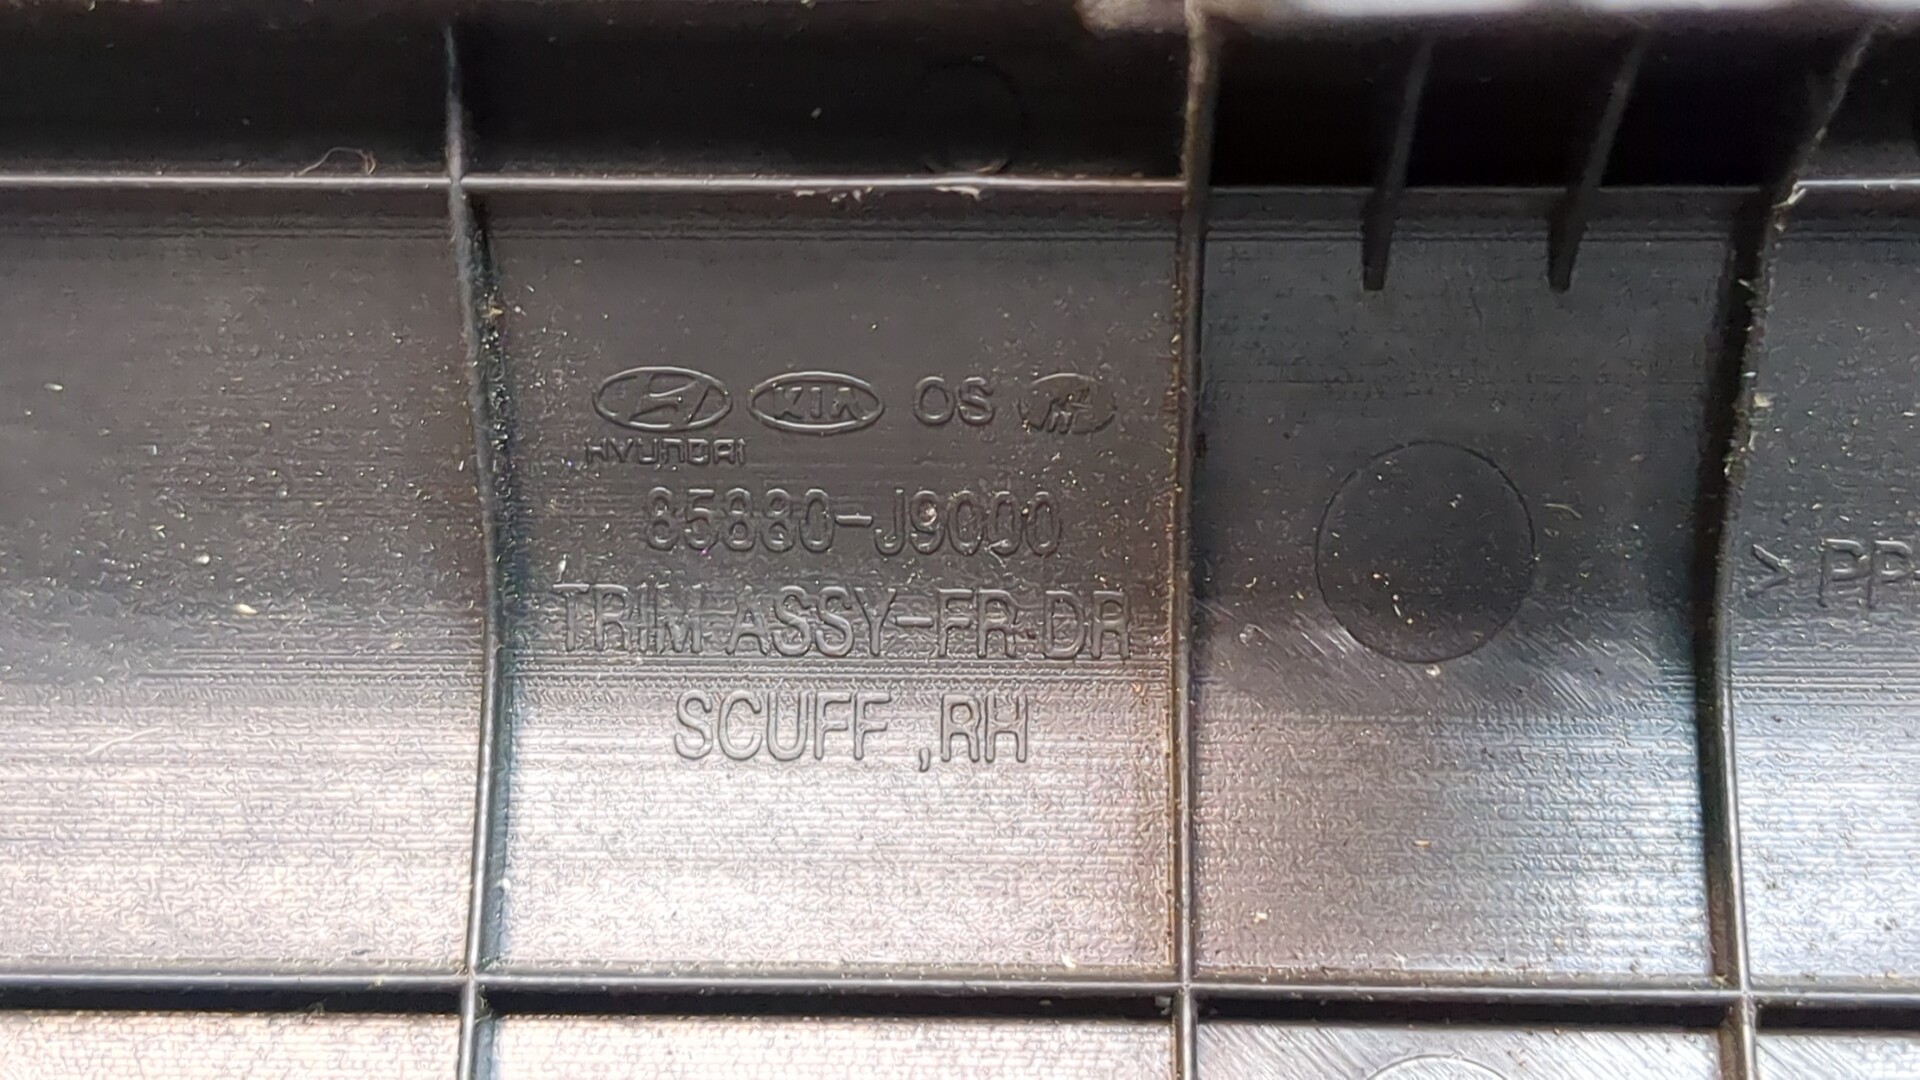 KIA OS
HYUNDAI
85880-J9000
TRIM ASSY-FR DR
SCUFF ,RH
> PP